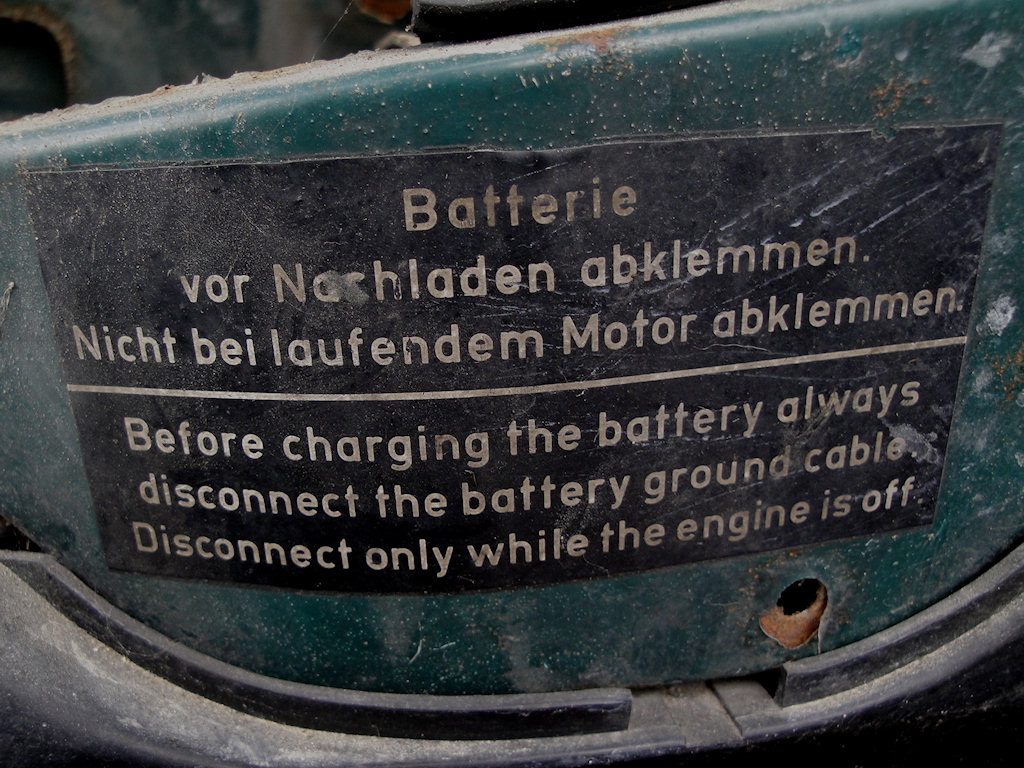 Batterie
vor Nachladen abklemmen.
Nicht bei laufendem Motor abklemmen.
Before charging the battery always
disconnect the battery ground cable.
Disconnect only while the engine is off.